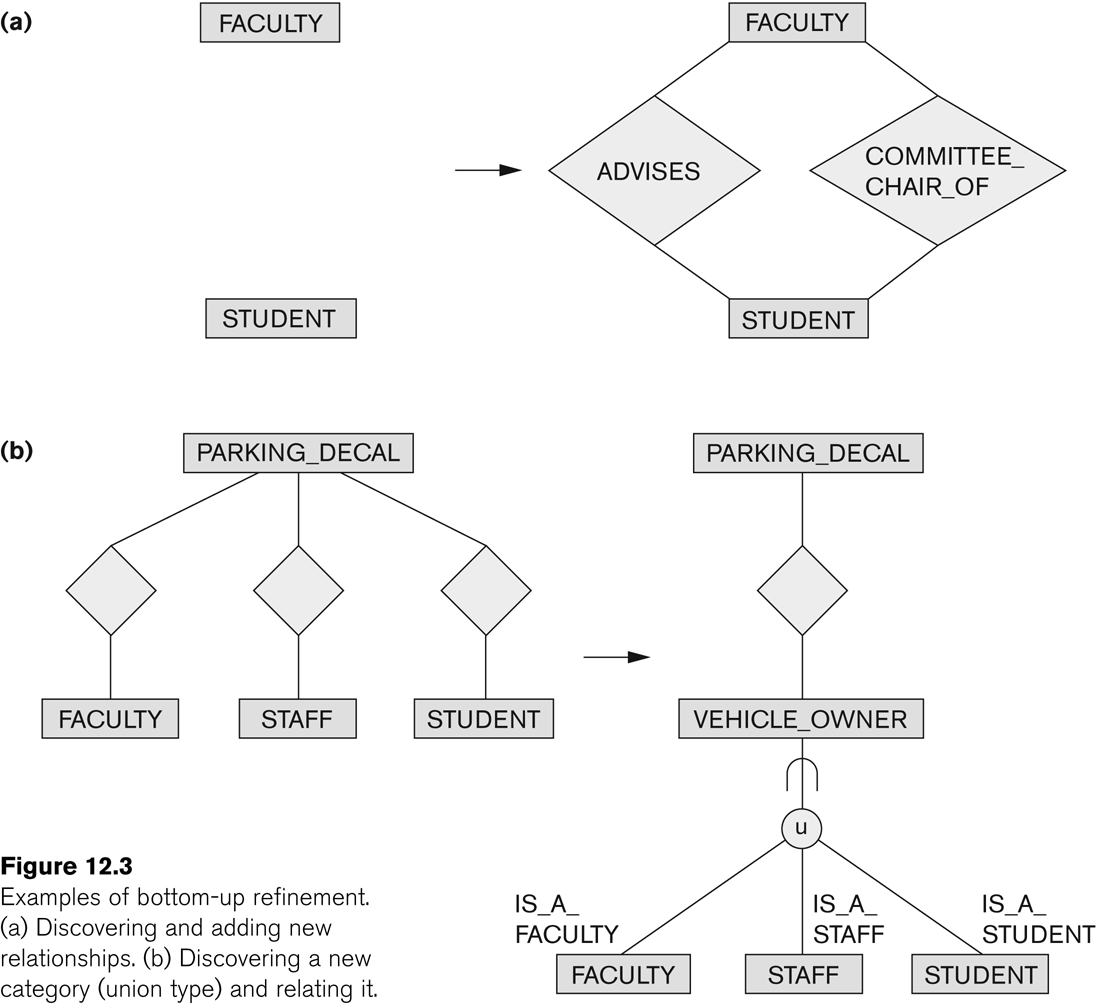 (a)
FACULTY
FACULTY
ADVISES
COMMITTEE_
CHAIR_OF
STUDENT
STUDENT
(b)
PARKING_DECAL
PARKING_DECAL
FACULTY
STAFF
STUDENT
VEHICLE_OWNER
u
IS_A_
FACULTY
IS_A_
STAFF
IS_A_
STUDENT
FACULTY
STAFF
STUDENT
Figure 12.3
Examples of bottom-up refinement.
(a) Discovering and adding new
relationships. (b) Discovering a new
category (union type) and relating it.